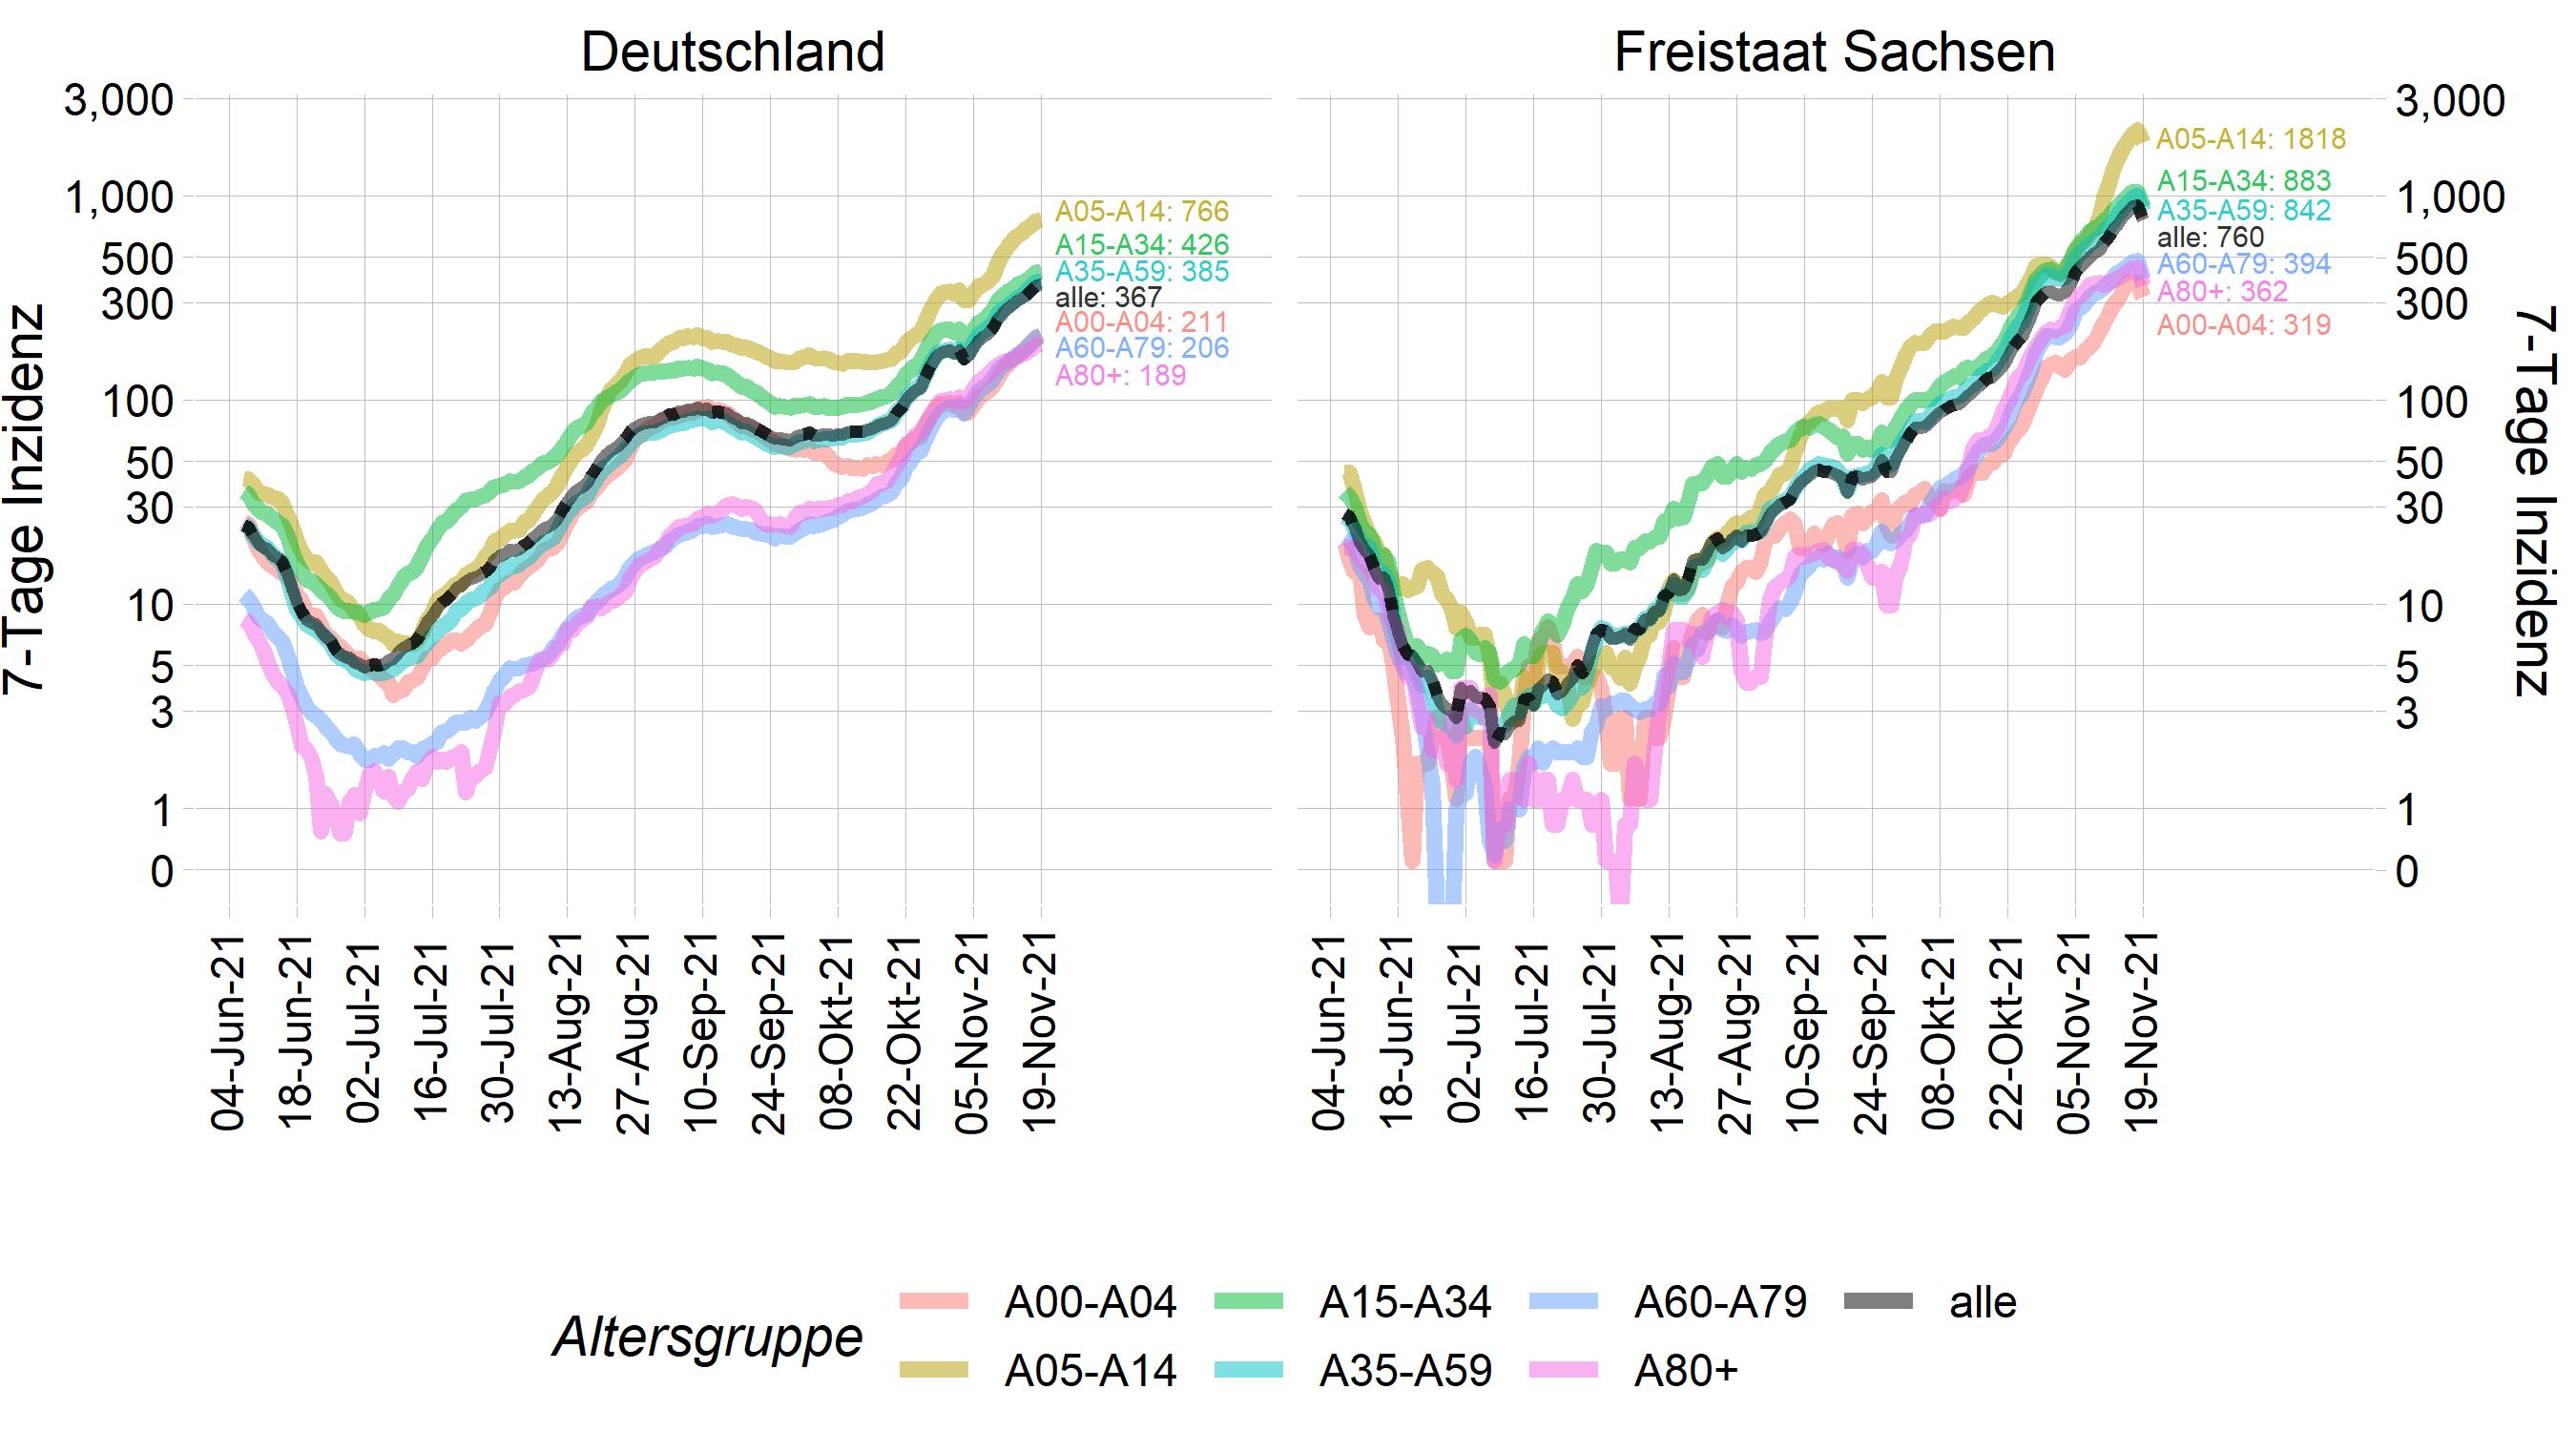 Deutschland
Freistaat Sachsen
7-Tage Inzidenz
3,000
1,000
500
300
100
50
30
10
5
3
1
0
A05-A14: 766
A15-A34: 426
A35-A59: 385
alle: 367
A00-A04: 211
A60-A79: 206
A80+: 189
04-Jun-21
18-Jun-21
02-Jul-21
16-Jul-21
30-Jul-21
13-Aug-21
27-Aug-21
10-Sep-21
24-Sep-21
08-Okt-21
22-Okt-21
05-Nov-21
19-Nov-21
A05-A14: 1818
A15-A34: 883
A35-A59: 842
alle: 760
A60-A79: 394
A80+: 362
A00-A04: 319
3,000
1,000
500
300
100
50
30
10
5
3
1
0
7-Tage Inzidenz
04-Jun-21
18-Jun-21
02-Jul-21
16-Jul-21
30-Jul-21
13-Aug-21
27-Aug-21
10-Sep-21
24-Sep-21
08-Okt-21
22-Okt-21
05-Nov-21
19-Nov-21
Altersgruppe
A00-A04 A15-A34 A60-A79 alle
A05-A14 A35-A59 A80+